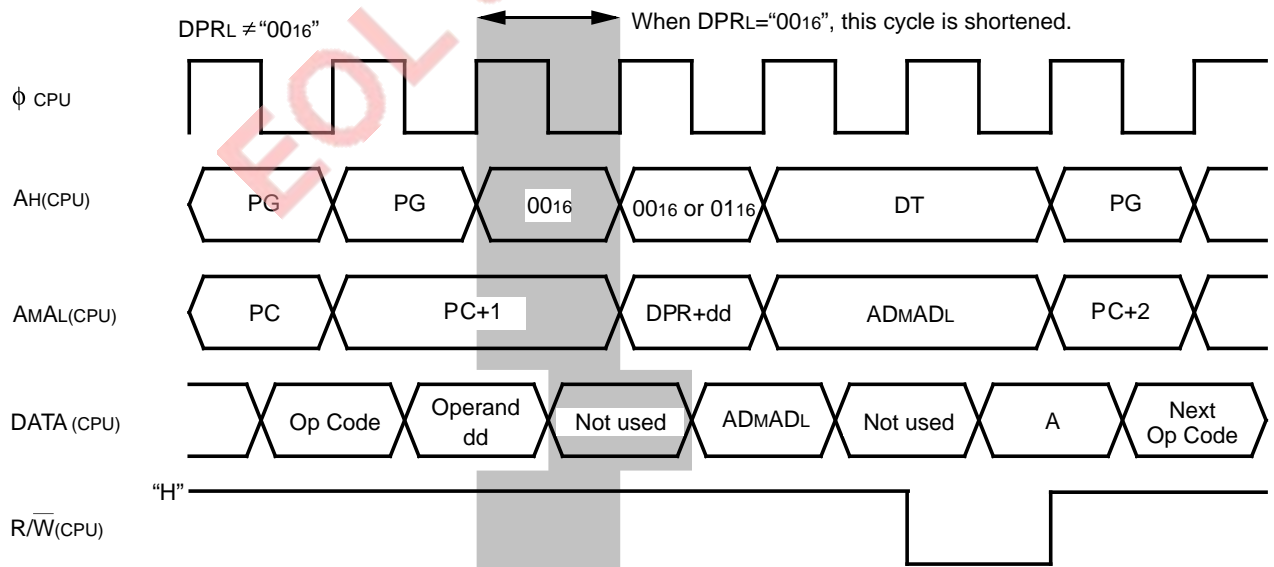 DPRL ≠ “0016”
When DPRL=“0016”, this cycle is shortened.
ϕ CPU
AH(CPU)
PG
PG
0016
0016 or 0116
DT
PG
AMAL(CPU)
PC
PC+1
DPR+dd
ADMADL
PC+2
DATA (CPU)
Op Code
Operand
dd
Not used
ADMADL
Not used
A
Next
Op Code
“H”
R/W̅(CPU)
EOL